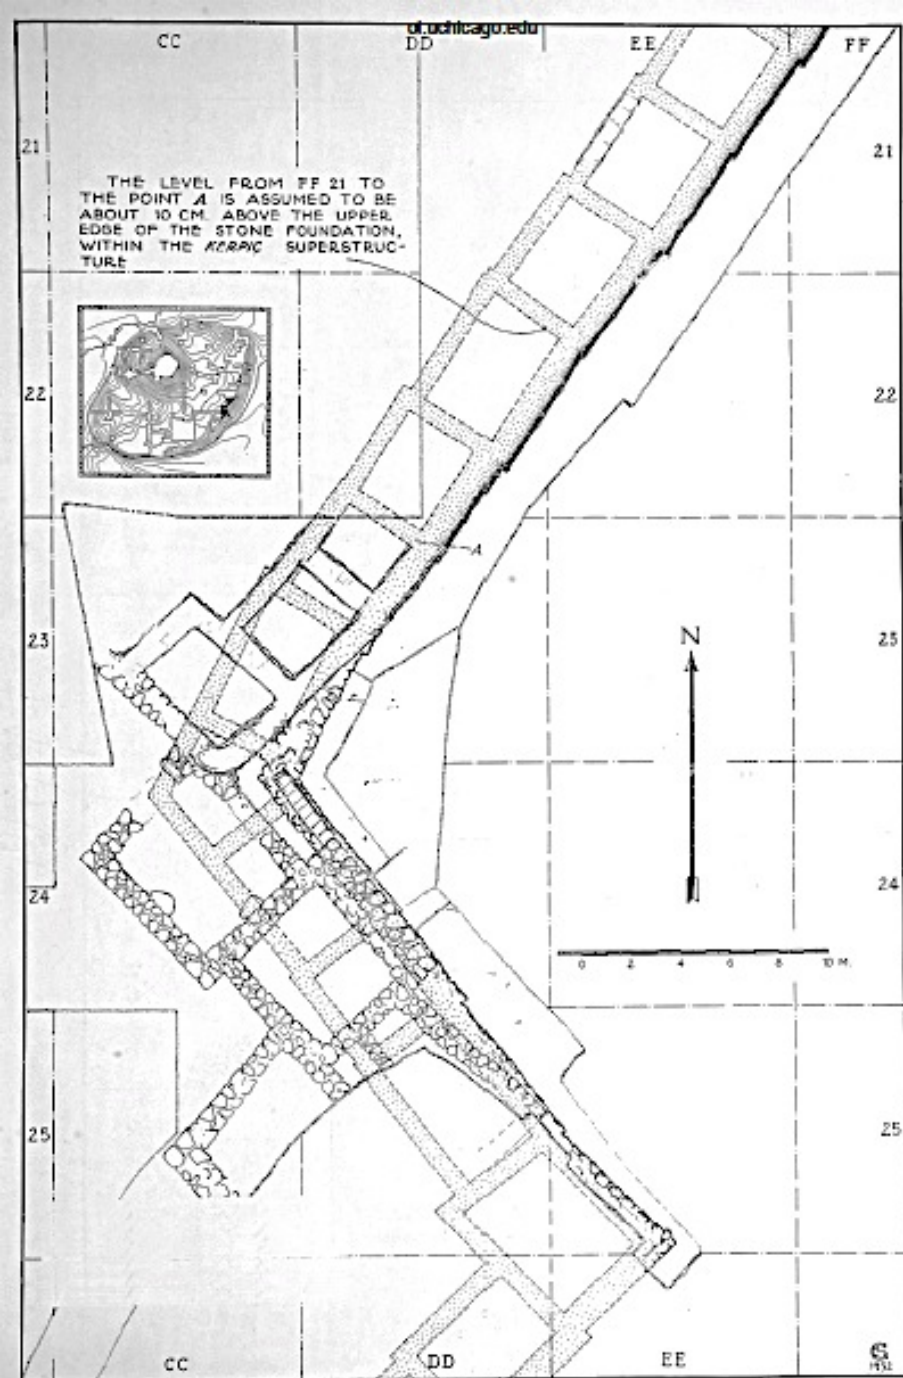 oi.uchicago.edu
CC DD EE FF
21 21
THE LEVEL FROM FF 21 TO
THE POINT A IS ASSUMED TO BE
ABOUT 10 CM. ABOVE THE UPPER
EDGE OF THE STONE FOUNDATION,
WITHIN THE KERPIC SUPERSTRUC-
TURE
22 22
A
23 23
N
24 24
0 2 4 6 8 10 M.
25 25
CC DD EE
1932